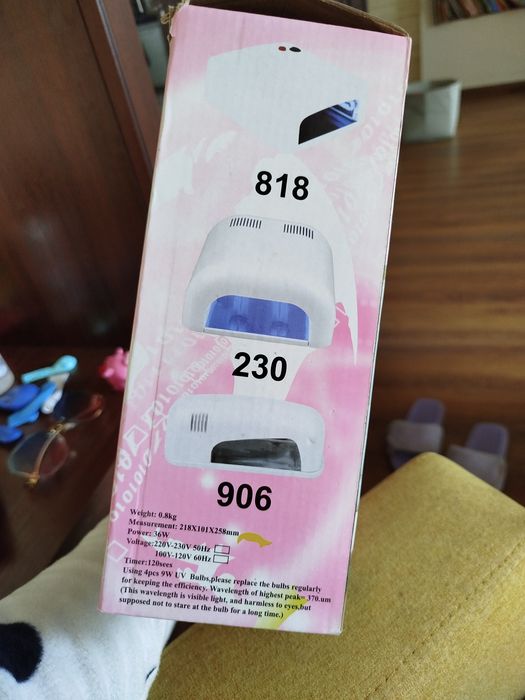 818
230
906
Weight: 0.8kg
Measurement: 218X101X258mm
Power: 36W
Voltage:220V-230V 50Hz
100V-120V 60Hz
Timer:120sees
Using 4pcs 9W UV Bulbs,please replace the bulbs regularly
for keeping the efficiency. Wavelength of highest peak= 370.um
(This wavelength is visible light, and harmless to eyes,but
supposed not to stare at the bulb for a long time.)